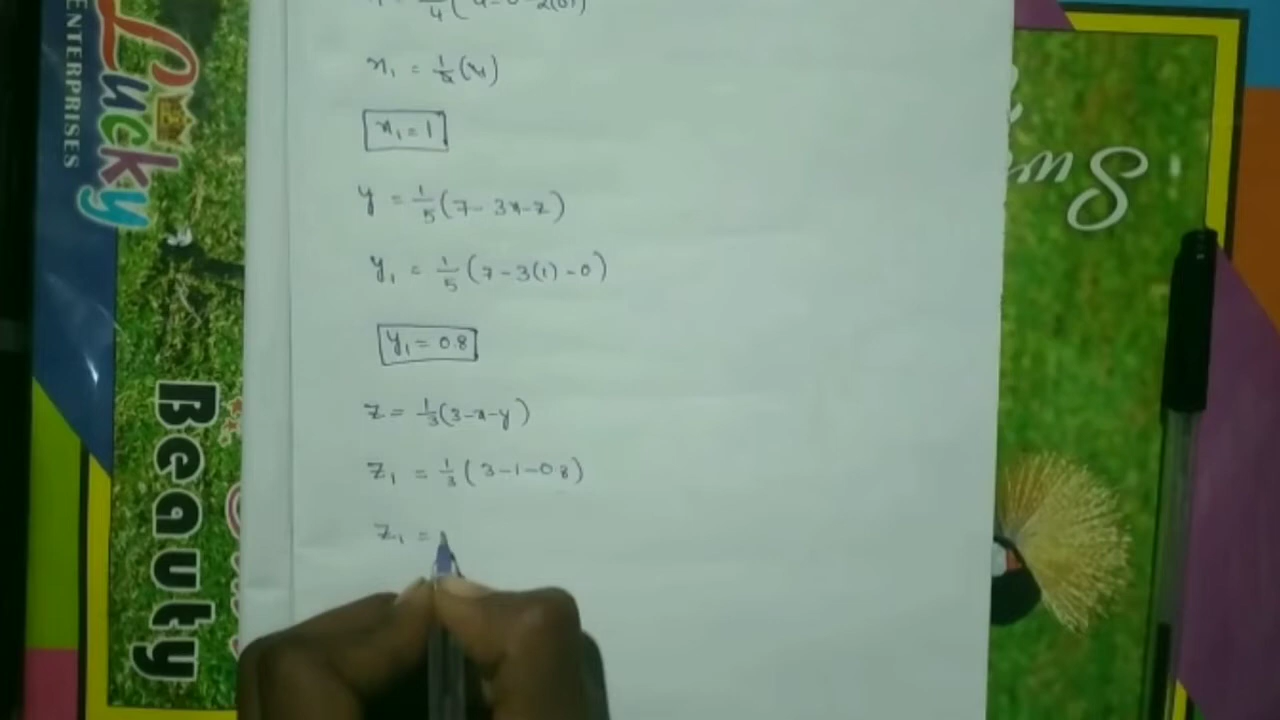 x₁ = 1/4(4)
x₁ = 1
y = 1/5(7 - 3x - z)
y₁ = 1/5(7 - 3(1) - 0)
y₁ = 0.8
z = 1/3(3 - x - y)
z₁ = 1/3(3 - 1 - 0.8)
z₁ =
Lucky
ENTERPRISES
Beauty